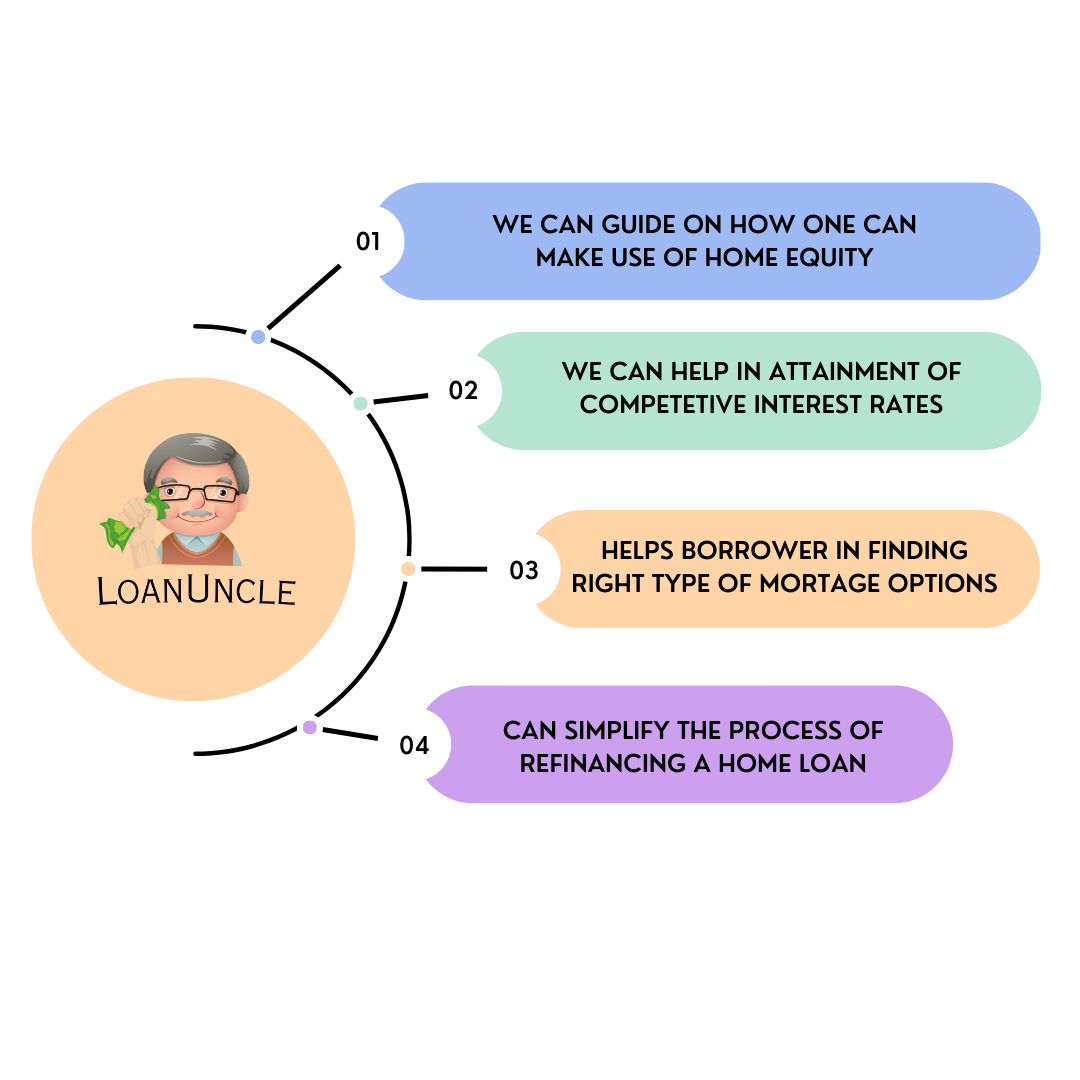 01
WE CAN GUIDE ON HOW ONE CAN
MAKE USE OF HOME EQUITY
02
WE CAN HELP IN ATTAINMENT OF
COMPETETIVE INTEREST RATES
LOANUNCLE
03
HELPS BORROWER IN FINDING
RIGHT TYPE OF MORTAGE OPTIONS
04
CAN SIMPLIFY THE PROCESS OF
REFINANCING A HOME LOAN